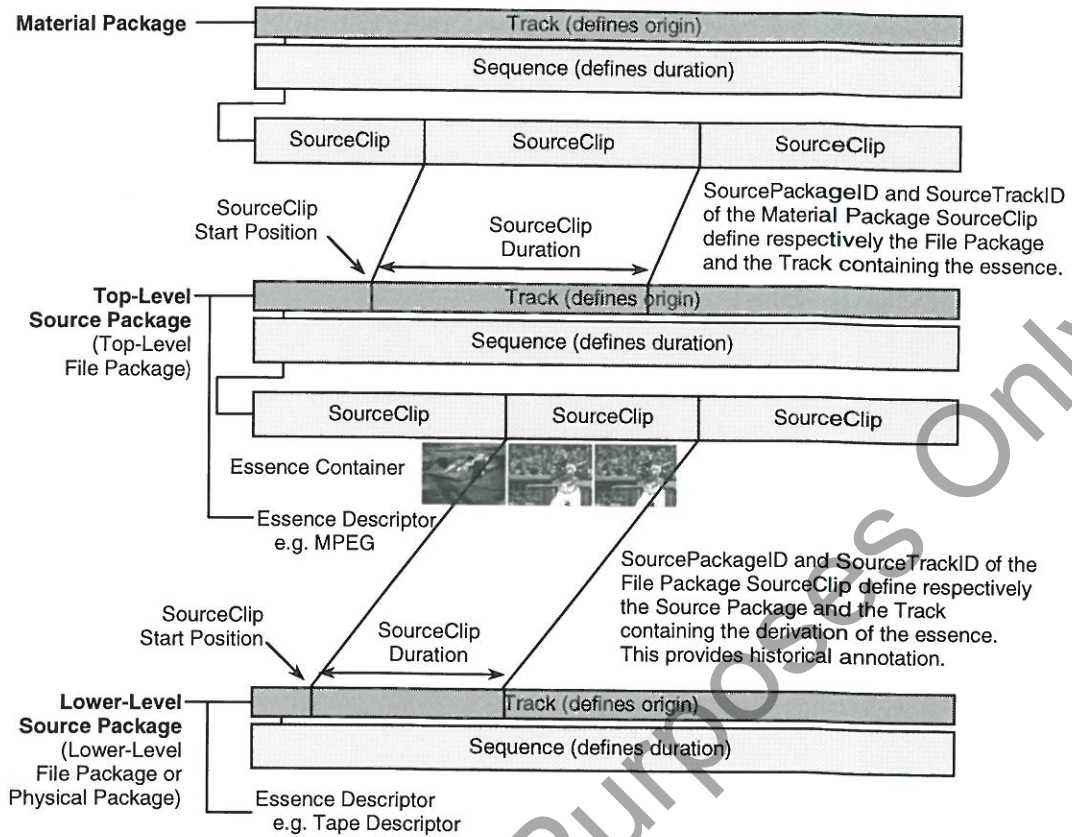 Material Package
Track (defines origin)
Sequence (defines duration)
SourceClip
SourceClip
SourceClip
SourceClip
Start Position
SourceClip
Duration
SourcePackageID and SourceTrackID
of the Material Package SourceClip
define respectively the File Package
and the Track containing the essence.
Top-Level
Source Package
(Top-Level
File Package)
Track (defines origin)
Sequence (defines duration)
SourceClip
SourceClip
SourceClip
Essence Container
Essence Descriptor
e.g. MPEG
SourcePackageID and SourceTrackID of the
File Package SourceClip define respectively
the Source Package and the Track
containing the derivation of the essence.
This provides historical annotation.
SourceClip
Start Position
SourceClip
Duration
Lower-Level
Source Package
(Lower-Level
File Package or
Physical Package)
Track (defines origin)
Sequence (defines duration)
Essence Descriptor
e.g. Tape Descriptor
Purposes Only